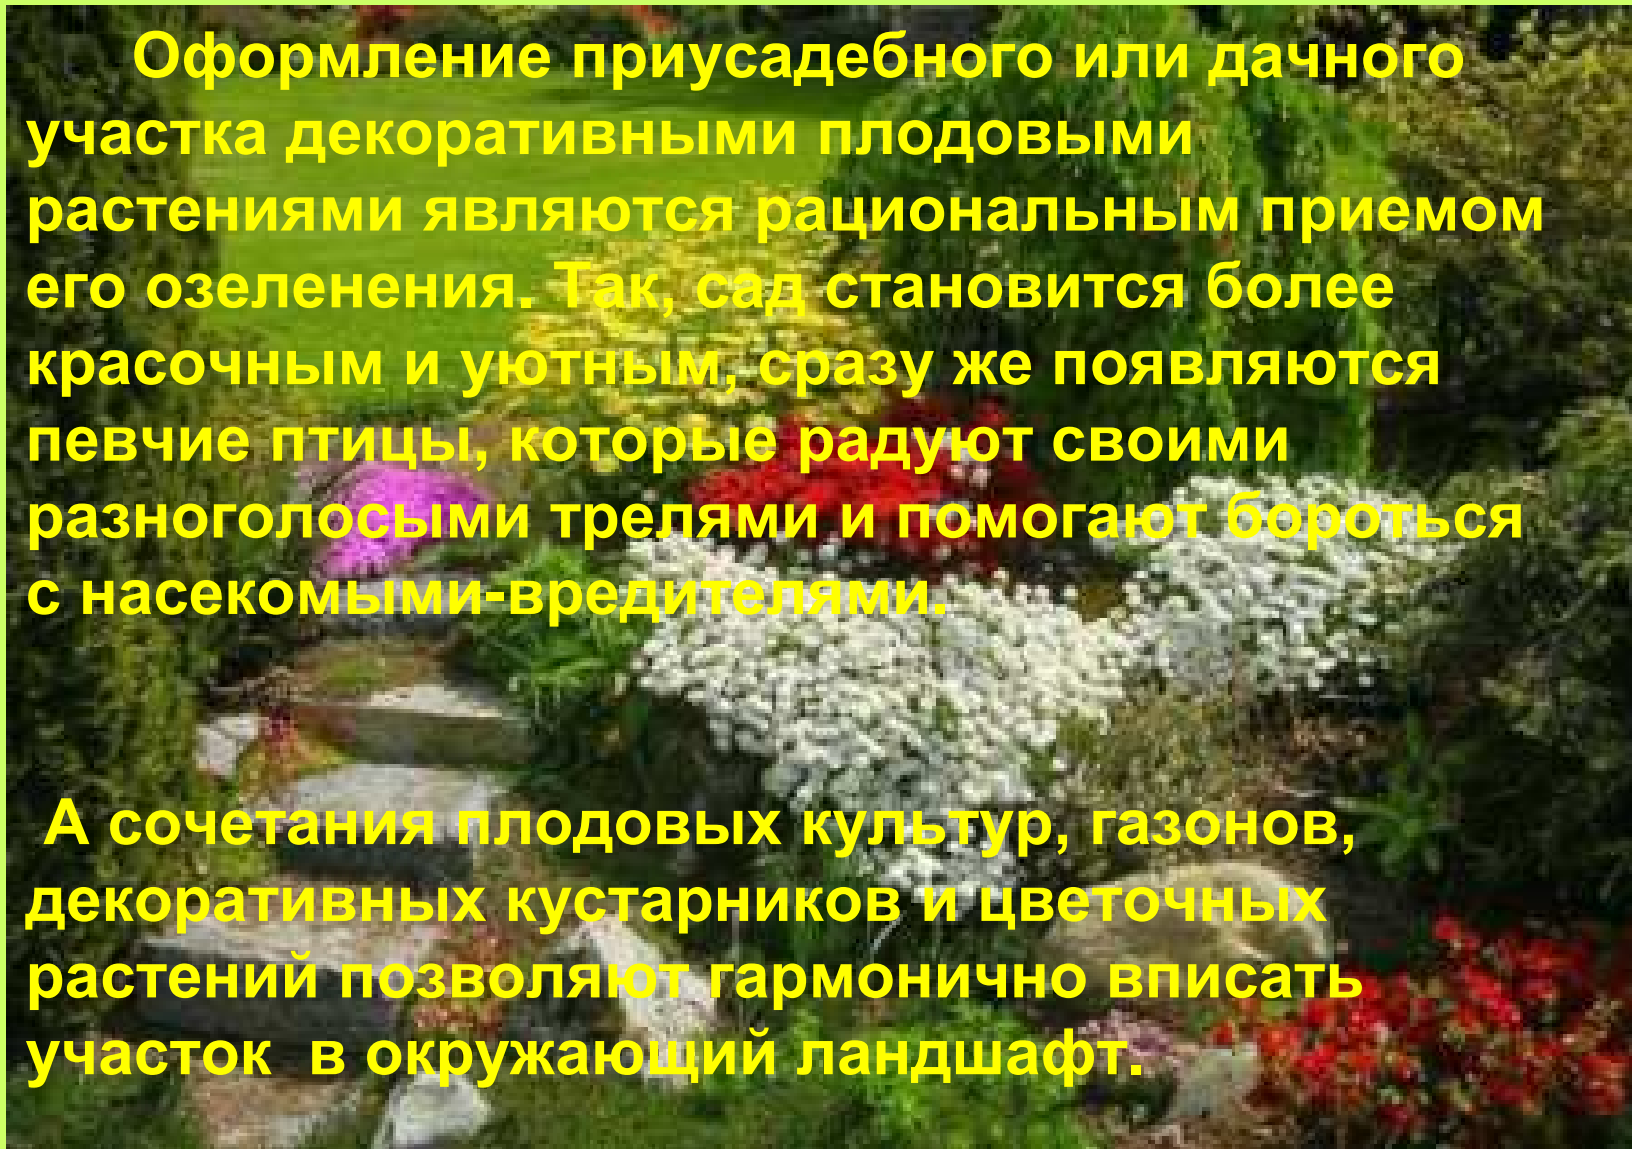 Оформление приусадебного или дачного
участка декоративными плодовыми
растениями являются рациональным приемом
его озеленения. Так, сад становится более
красочным и уютным, сразу же появляются
певчие птицы, которые радуют своими
разноголосыми трелями и помогают бороться
с насекомыми-вредителями.
А сочетания плодовых культур, газонов,
декоративных кустарников и цветочных
растений позволяют гармонично вписать
участок в окружающий ландшафт.